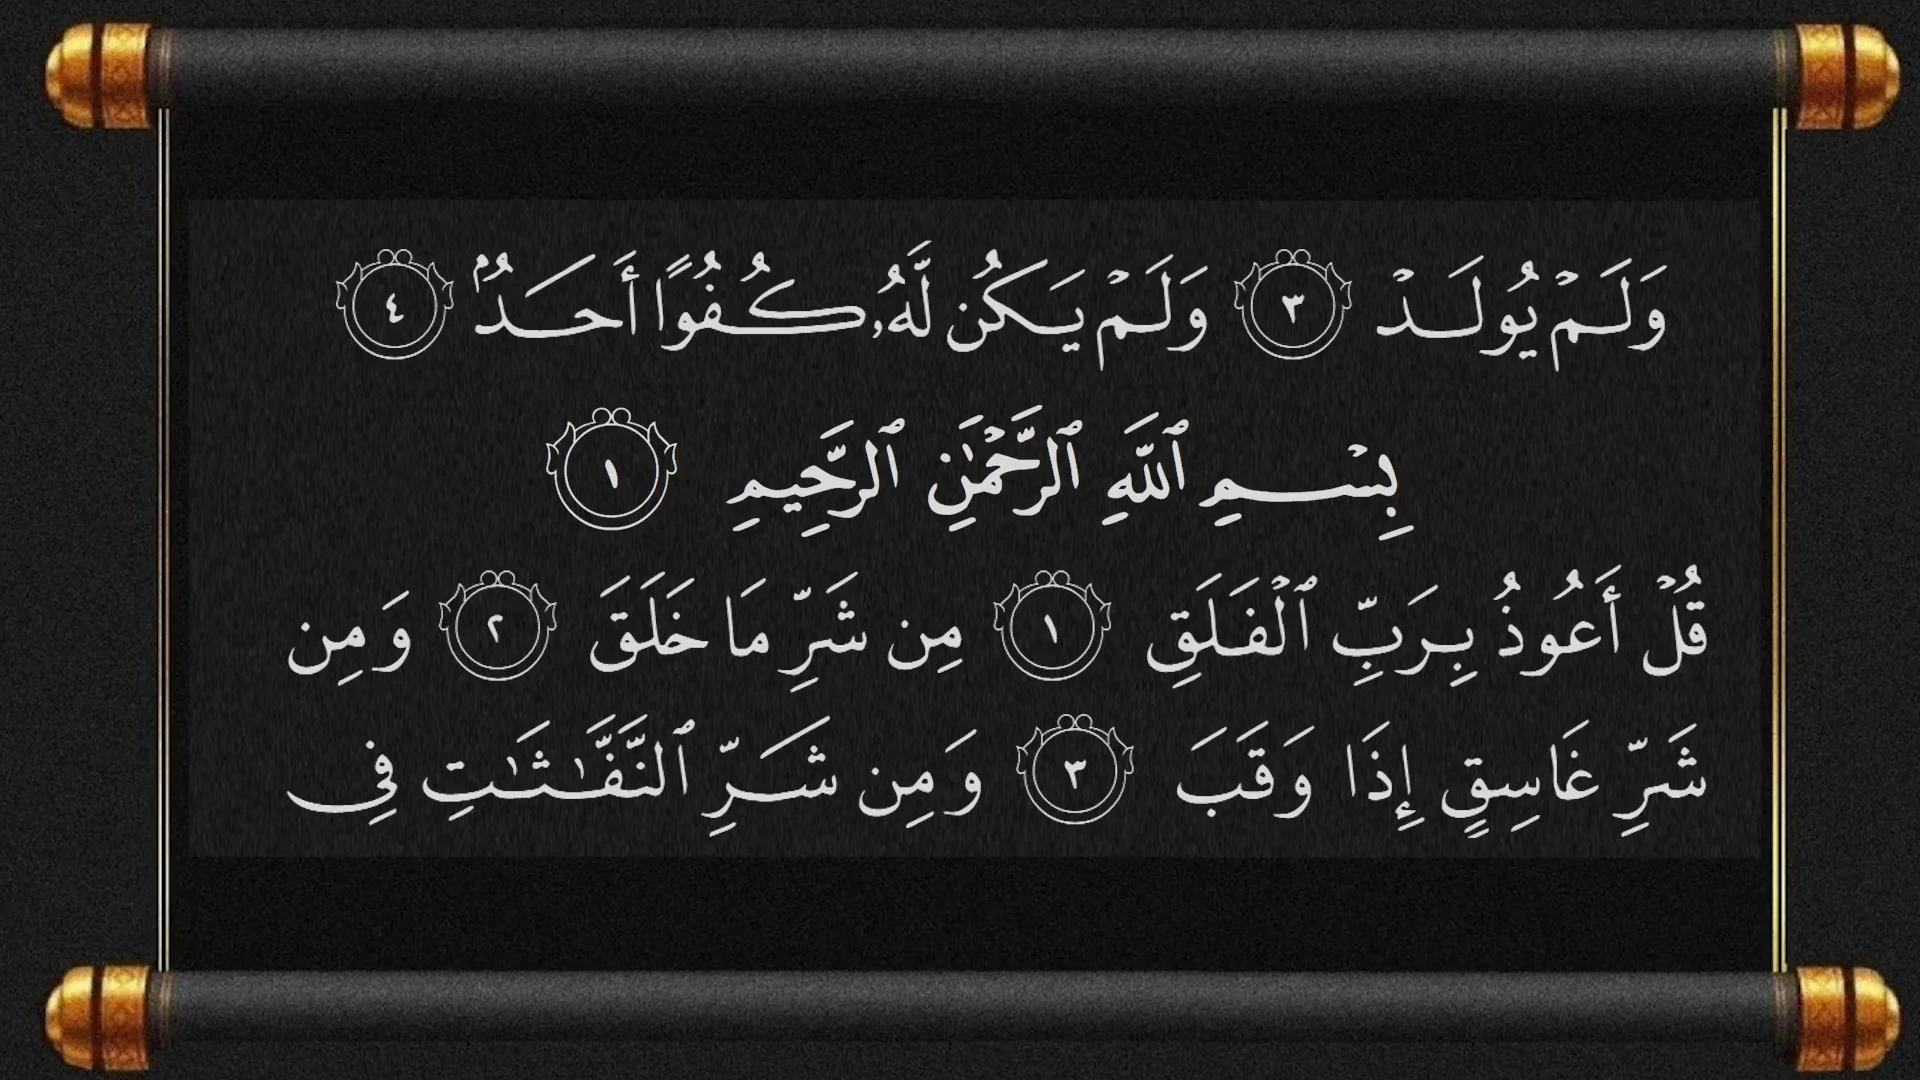 وَلَمْ يُولَدْ ٣ وَلَمْ يَكُن لَّهُۥ كُفُوًا أَحَدٌۢ ٤
بِسْمِ ٱللَّهِ ٱلرَّحْمَٰنِ ٱلرَّحِيمِ ١
قُلْ أَعُوذُ بِرَبِّ ٱلْفَلَقِ ١ مِن شَرِّ مَا خَلَقَ ٢ وَمِن
شَرِّ غَاسِقٍ إِذَا وَقَبَ ٣ وَمِن شَرِّ ٱلنَّفَّٰثَٰتِ فِى